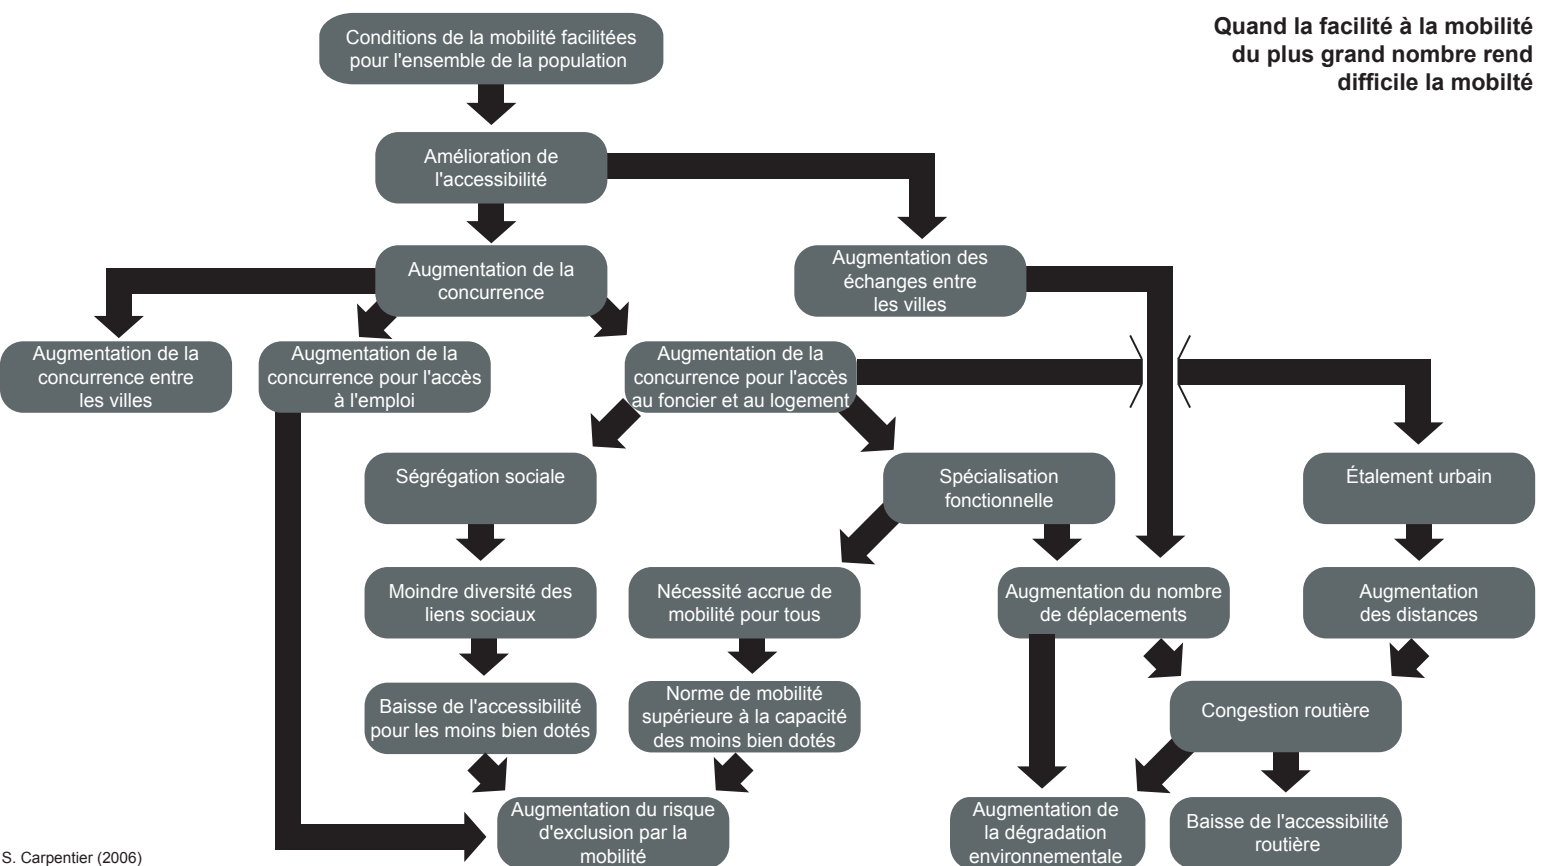 Quand la facilité à la mobilité
du plus grand nombre rend
difficile la mobilté
Conditions de la mobilité facilitées
pour l'ensemble de la population
Amélioration de
l'accessibilité
Augmentation de la
concurrence
Augmentation des
échanges entre
les villes
Augmentation de la
concurrence entre
les villes
Augmentation de la
concurrence pour l'accès
à l'emploi
Augmentation de la
concurrence pour l'accès
au foncier et au logement
Ségrégation sociale
Spécialisation
fonctionnelle
Étalement urbain
Moindre diversité des
liens sociaux
Nécessité accrue de
mobilité pour tous
Augmentation du nombre
de déplacements
Augmentation
des distances
Baisse de l'accessibilité
pour les moins bien dotés
Norme de mobilité
supérieure à la capacité
des moins bien dotés
Congestion routière
Augmentation du risque
d'exclusion par la
mobilité
Augmentation de
la dégradation
environnementale
Baisse de l'accessibilité
routière
S. Carpentier (2006)